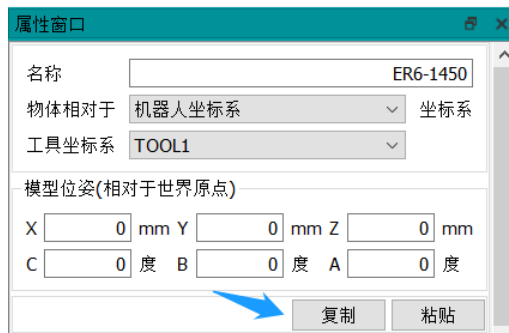 属性窗口
名称 ER6-1450
物体相对于 机器人坐标系 坐标系
工具坐标系 TOOL1
模型位姿(相对于世界原点)
X 0 mm Y 0 mm Z 0 mm
C 0 度 B 0 度 A 0 度
复制 粘贴